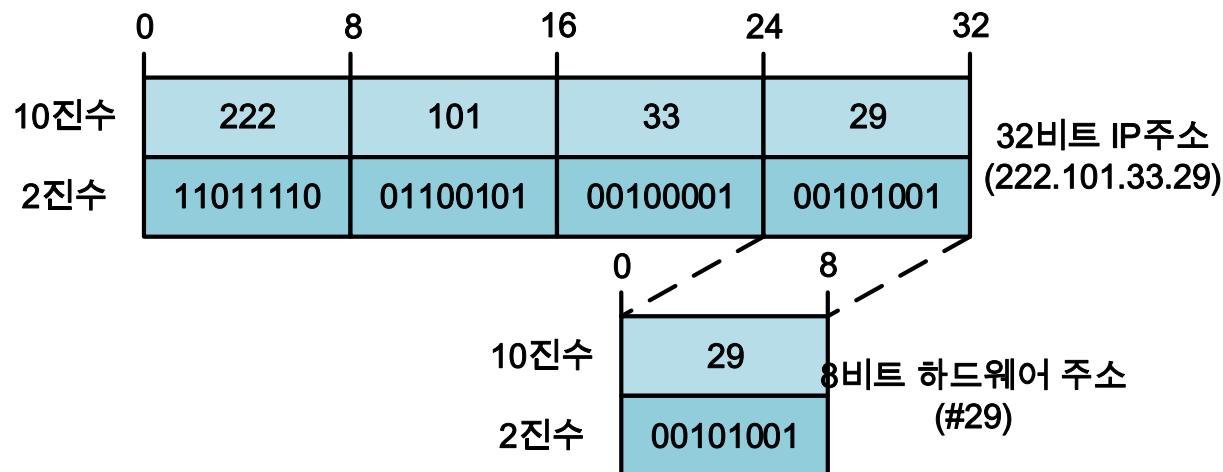 0 8 16 24 32
10진수 222 101 33 29
32비트 IP주소
(222.101.33.29)
2진수 11011110 01100101 00100001 00101001
0 8
10진수 29
8비트 하드웨어 주소
(#29)
2진수 00101001